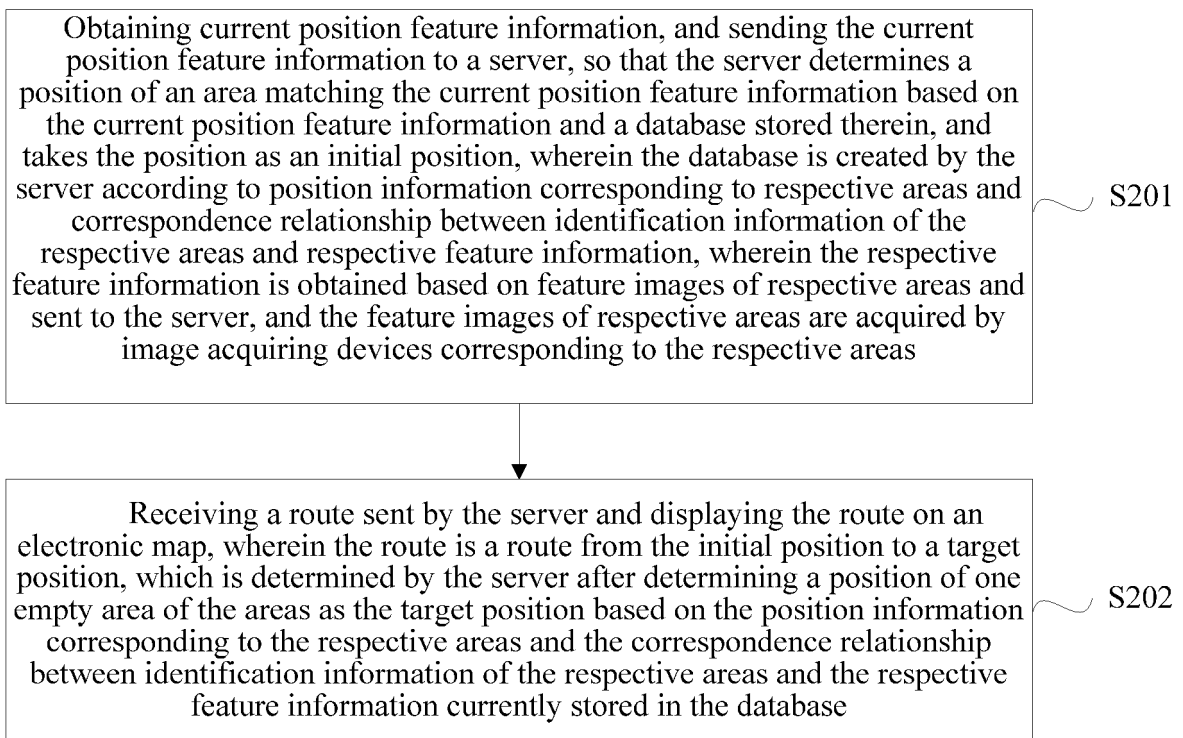 Obtaining current position feature information, and sending the current
position feature information to a server, so that the server determines a
position of an area matching the current position feature information based on
the current position feature information and a database stored therein, and
takes the position as an initial position, wherein the database is created by the
server according to position information corresponding to respective areas and
correspondence relationship between identification information of the
respective areas and respective feature information, wherein the respective
feature information is obtained based on feature images of respective areas and
sent to the server, and the feature images of respective areas are acquired by
image acquiring devices corresponding to the respective areas
S201
Receiving a route sent by the server and displaying the route on an
electronic map, wherein the route is a route from the initial position to a target
position, which is determined by the server after determining a position of one
empty area of the areas as the target position based on the position information
corresponding to the respective areas and the correspondence relationship
between identification information of the respective areas and the respective
feature information currently stored in the database
S202